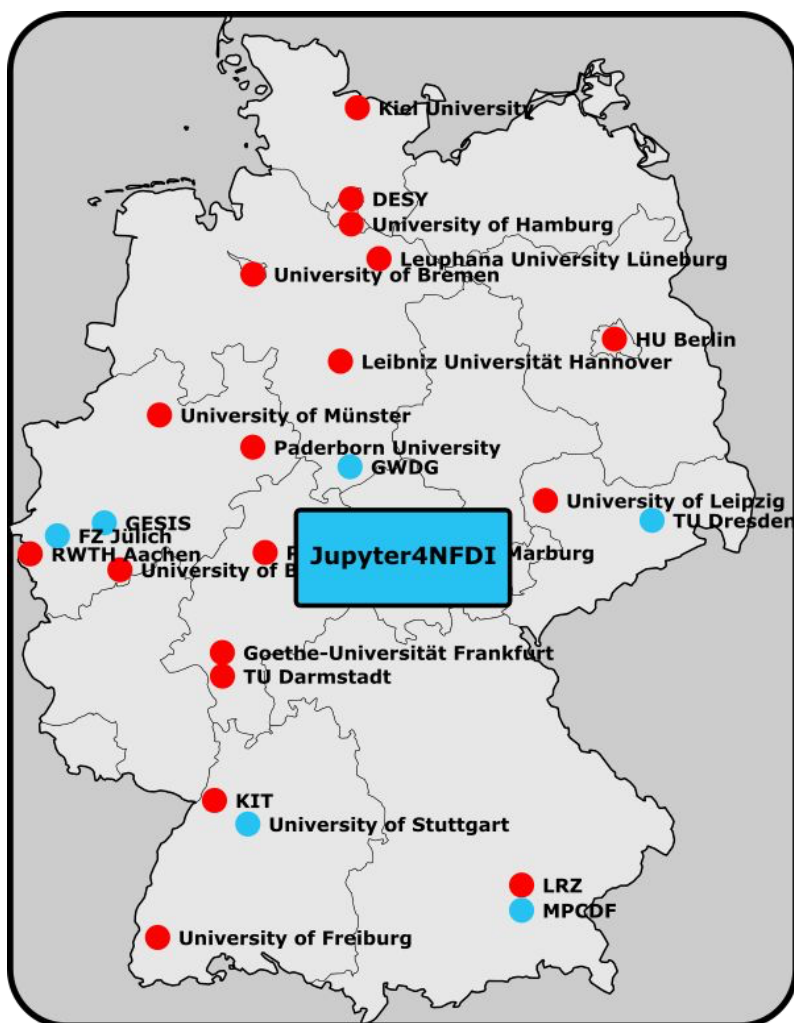 Kiel University
DESY
University of Hamburg
Leuphana University Lüneburg
University of Bremen
HU Berlin
Leibniz Universität Hannover
University of Münster
Paderborn University
GWDG
University of Leipzig
TU Dresden
GESIS
FZ Jülich
RWTH Aachen
Marburg
University of
Jupyter4NFDI
Goethe-Universität Frankfurt
TU Darmstadt
KIT
University of Stuttgart
LRZ
MPCDF
University of Freiburg